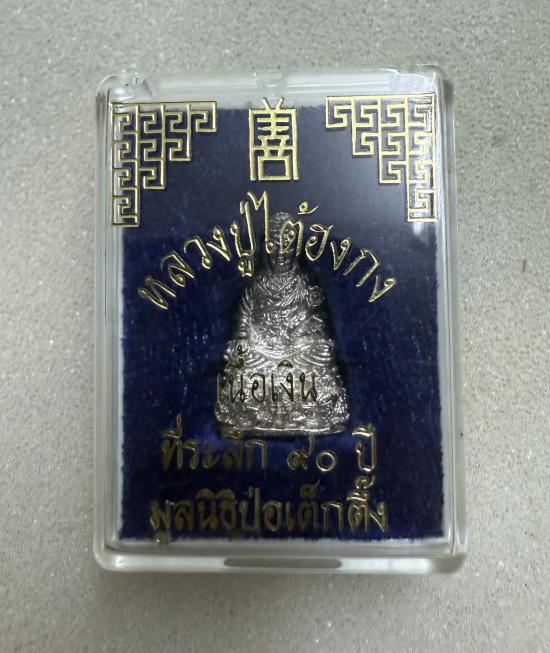 善
หลวงปู่ไต้ฮงกง
เนื้อเงิน
ที่ระลึก ๙๐ ปี
มูลนิธิป่อเต็กตึ๊ง